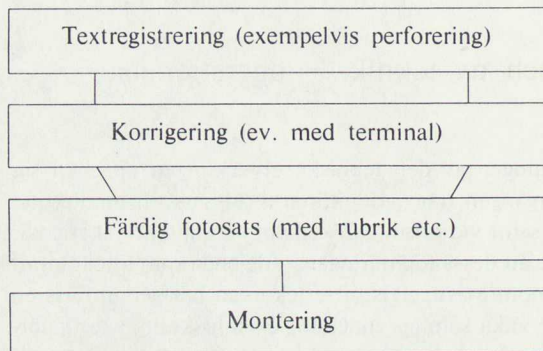 Textregistrering (exempelvis perforering)
Korrigering (ev. med terminal)
Färdig fotosats (med rubrik etc.)
Montering